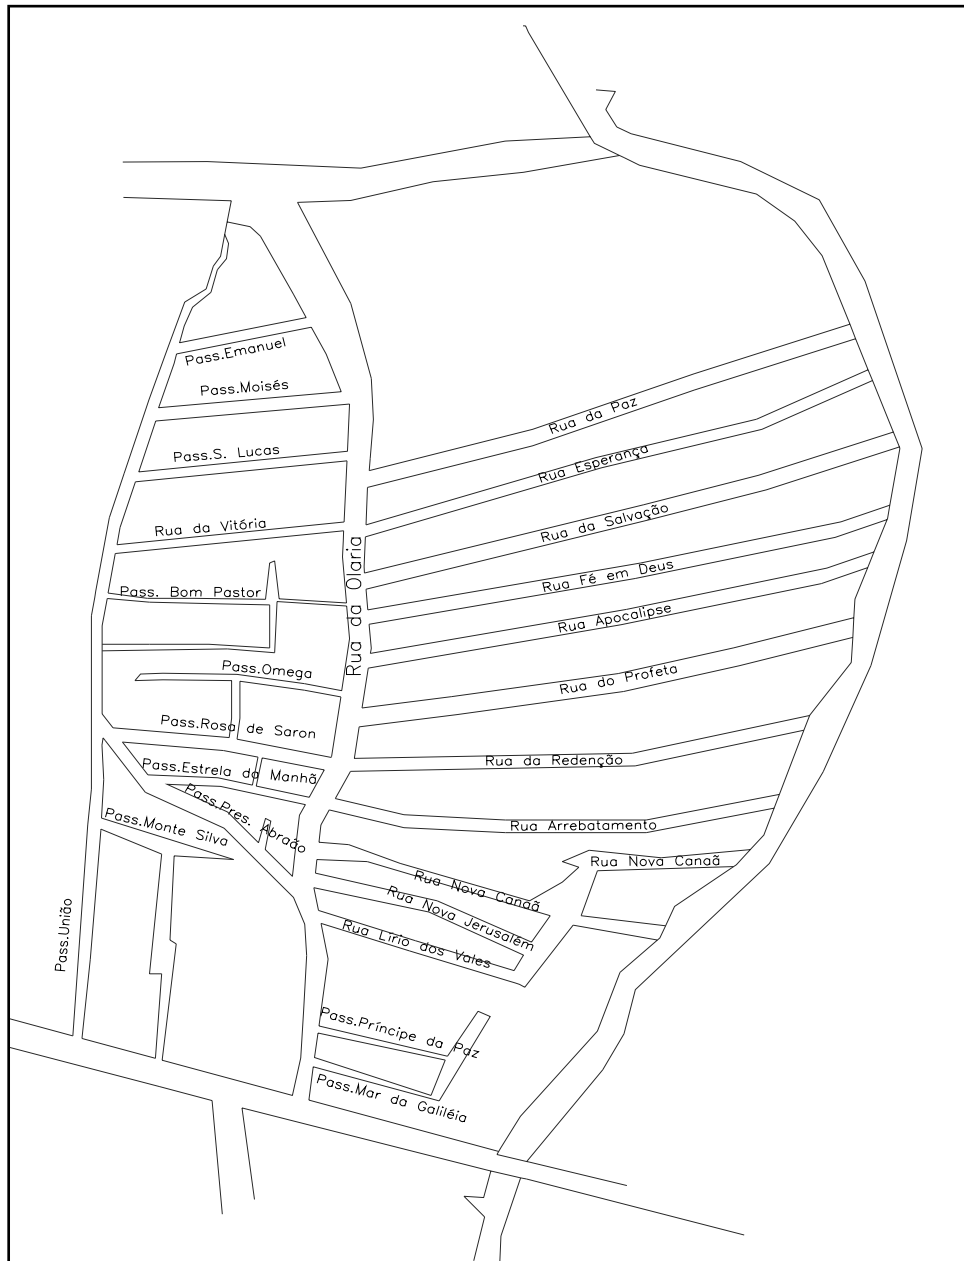 Pass.Emanuel
Pass.Moisés
Rua da Paz
Pass.S. Lucas
Rua Esperança
Rua da Vitória
Rua da Salvação
Rua da Olaria
Pass. Bom Pastor
Rua Fé em Deus
Rua Apocalipse
Pass.Omega
Rua do Profeta
Pass.Rosa de Saron
Rua da Redenção
Pass.Estrela da Manhã
Pass.Pres. Abraão
Pass.Monte Silva
Rua Arrebatamento
Rua Nova Canaã
Rua Nova Canaã
Rua Nova Jerusalém
Pass.União
Rua Lírio dos Vales
Pass.Príncipe da Paz
Pass.Mar da Galiléia